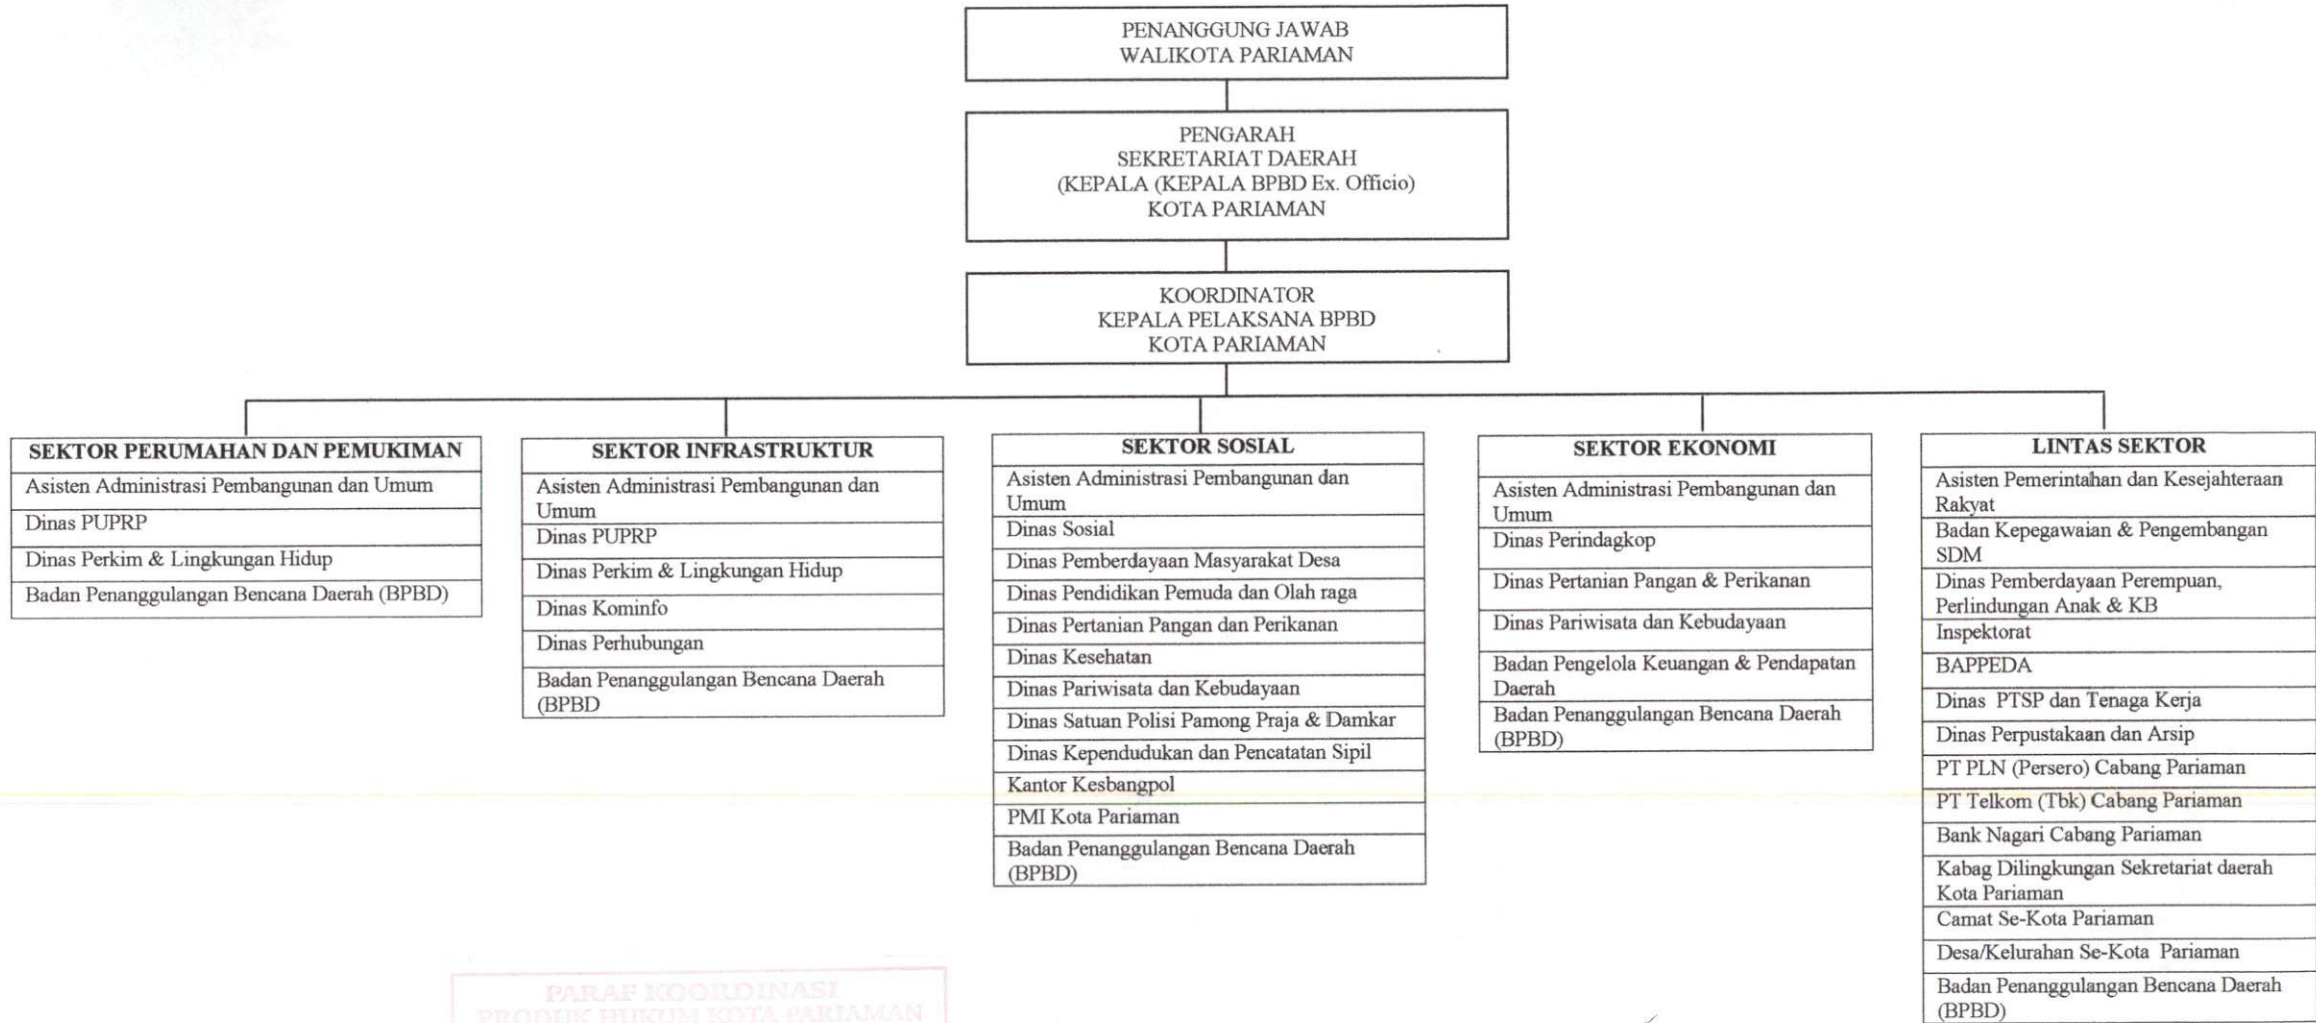 PENANGGUNG JAWAB
WALIKOTA PARIAMAN
PENGARAH
SEKRETARIAT DAERAH
(KEPALA (KEPALA BPBD Ex. Officio)
KOTA PARIAMAN
KOORDINATOR
KEPALA PELAKSANA BPBD
KOTA PARIAMAN
SEKTOR PERUMAHAN DAN PEMUKIMAN
Asisten Administrasi Pembangunan dan Umum
Dinas PUPRP
Dinas Perkim & Lingkungan Hidup
Badan Penanggulangan Bencana Daerah (BPBD)
SEKTOR INFRASTRUKTUR
Asisten Administrasi Pembangunan dan
Umum
Dinas PUPRP
Dinas Perkim & Lingkungan Hidup
Dinas Kominfo
Dinas Perhubungan
Badan Penanggulangan Bencana Daerah
(BPBD
SEKTOR SOSIAL
Asisten Administrasi Pembangunan dan
Umum
Dinas Sosial
Dinas Pemberdayaan Masyarakat Desa
Dinas Pendidikan Pemuda dan Olah raga
Dinas Pertanian Pangan dan Perikanan
Dinas Kesehatan
Dinas Pariwisata dan Kebudayaan
Dinas Satuan Polisi Pamong Praja & Damkar
Dinas Kependudukan dan Pencatatan Sipil
Kantor Kesbangpol
PMI Kota Pariaman
Badan Penanggulangan Bencana Daerah
(BPBD)
SEKTOR EKONOMI
Asisten Administrasi Pembangunan dan
Umum
Dinas Perindagkop
Dinas Pertanian Pangan & Perikanan
Dinas Pariwisata dan Kebudayaan
Badan Pengelola Keuangan & Pendapatan
Daerah
Badan Penanggulangan Bencana Daerah
(BPBD)
LINTAS SEKTOR
Asisten Pemerintahan dan Kesejahteraan
Rakyat
Badan Kepegawaian & Pengembangan
SDM
Dinas Pemberdayaan Perempuan,
Perlindungan Anak & KB
Inspektorat
BAPPEDA
Dinas PTSP dan Tenaga Kerja
Dinas Perpustakaan dan Arsip
PT PLN (Persero) Cabang Pariaman
PT Telkom (Tbk) Cabang Pariaman
Bank Nagari Cabang Pariaman
Kabag Dilingkungan Sekretariat daerah
Kota Pariaman
Camat Se-Kota Pariaman
Desa/Kelurahan Se-Kota Pariaman
Badan Penanggulangan Bencana Daerah
(BPBD)
PARAF KOORDINASI
PRODUK HUKUM KOTA PARIAMAN